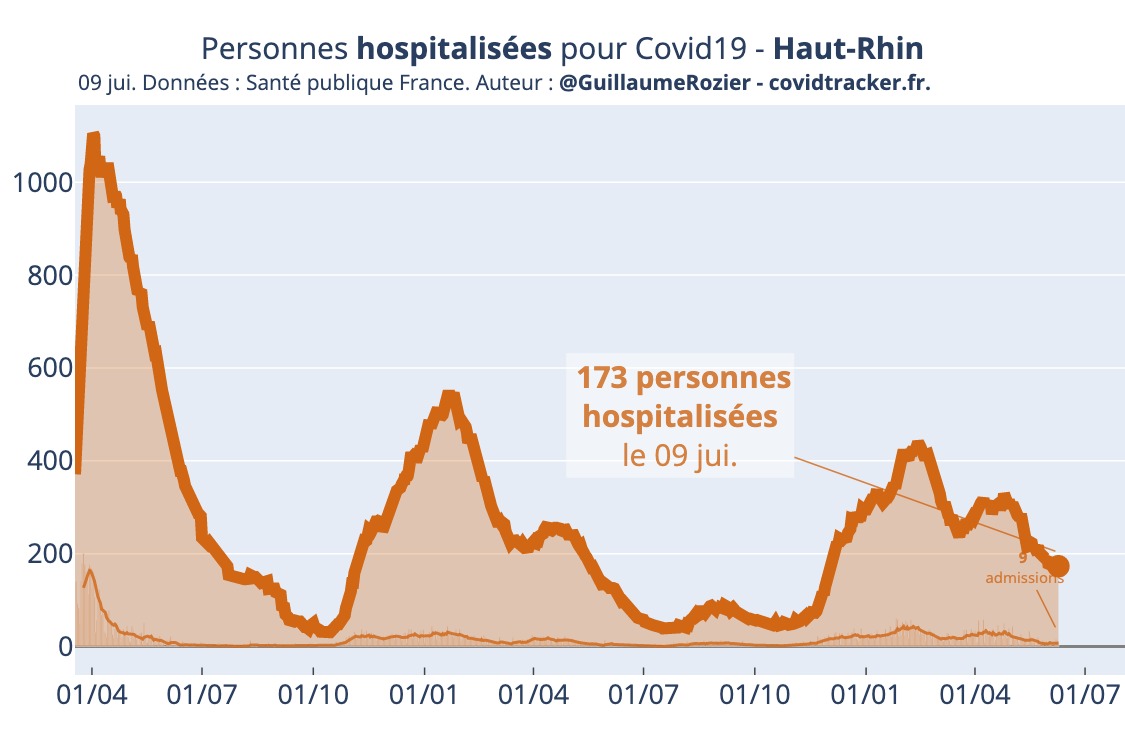 Personnes hospitalisées pour Covid19 - Haut-Rhin
09 jui. Données : Santé publique France. Auteur : @GuillaumeRozier - covidtracker.fr.
1000
800
600
400
200
0
173 personnes
hospitalisées
le 09 jui.
9
admissions
01/04 01/07 01/10 01/01 01/04 01/07 01/10 01/01 01/04 01/07